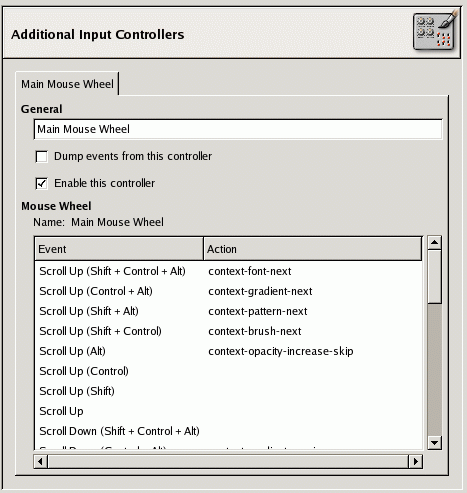 Additional Input Controllers
Main Mouse Wheel
General
Main Mouse Wheel
Dump events from this controller
Enable this controller
Mouse Wheel
Name: Main Mouse Wheel
Event Action
Scroll Up (Shift + Control + Alt) context-font-next
Scroll Up (Control + Alt) context-gradient-next
Scroll Up (Shift + Alt) context-pattern-next
Scroll Up (Shift + Control) context-brush-next
Scroll Up (Alt) context-opacity-increase-skip
Scroll Up (Control)
Scroll Up (Shift)
Scroll Up
Scroll Down (Shift + Control + Alt)